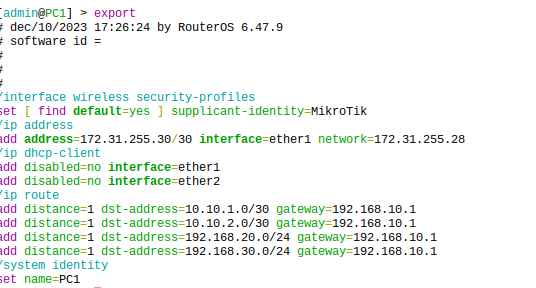 [admin@PC1] > export
# dec/10/2023 17:26:24 by RouterOS 6.47.9
# software id =
#
#
#
/interface wireless security-profiles
set [ find default=yes ] supplicant-identity=MikroTik
/ip address
add address=172.31.255.30/30 interface=ether1 network=172.31.255.28
/ip dhcp-client
add disabled=no interface=ether1
add disabled=no interface=ether2
/ip route
add distance=1 dst-address=10.10.1.0/30 gateway=192.168.10.1
add distance=1 dst-address=10.10.2.0/30 gateway=192.168.10.1
add distance=1 dst-address=192.168.20.0/24 gateway=192.168.10.1
add distance=1 dst-address=192.168.30.0/24 gateway=192.168.10.1
/system identity
set name=PC1